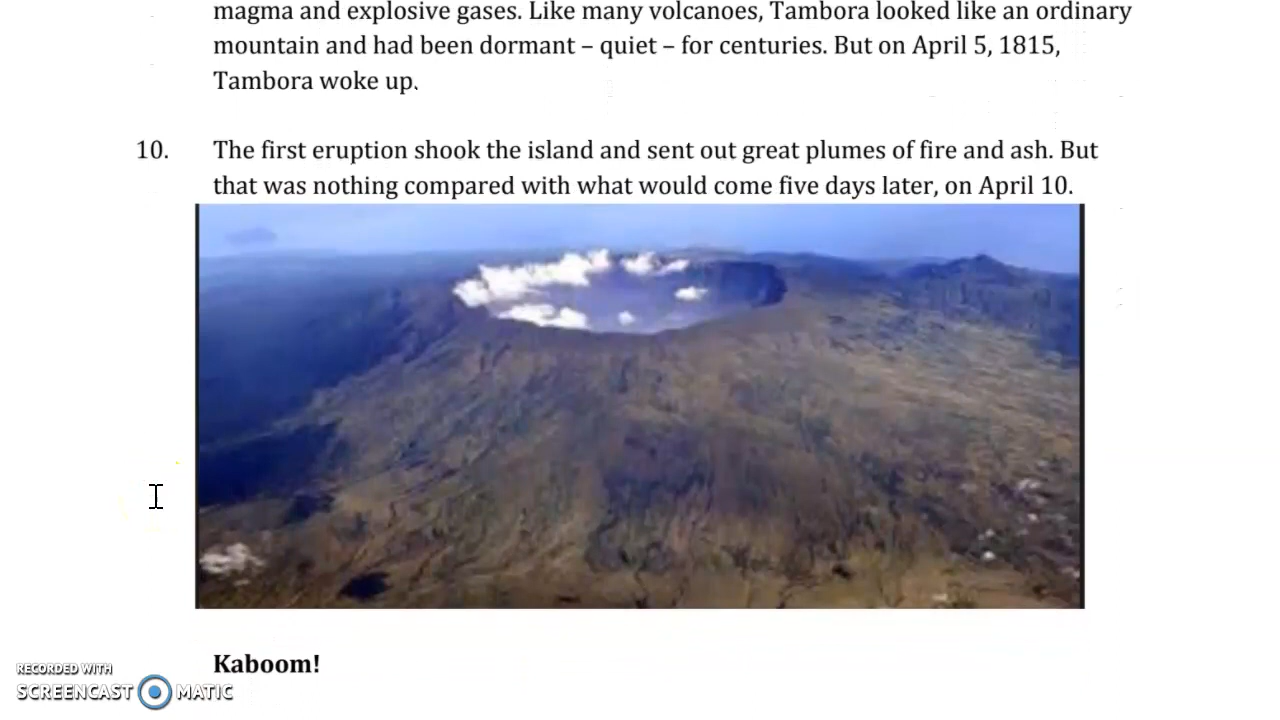 magma and explosive gases. Like many volcanoes, Tambora looked like an ordinary
mountain and had been dormant – quiet – for centuries. But on April 5, 1815,
Tambora woke up.
10. The first eruption shook the island and sent out great plumes of fire and ash. But
that was nothing compared with what would come five days later, on April 10.
Kaboom!
RECORDED WITH
SCREENCAST MATIC